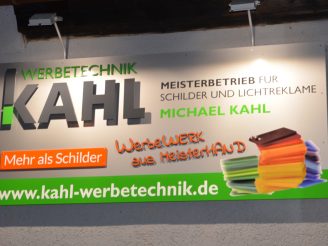 WERBETECHNIK
KAHL
MEISTERBETRIEB FÜR
SCHILDER UND LICHTREKLAME
MICHAEL KAHL
Mehr als Schilder
WerbeWERK
aus MeisterHAND
www.kahl-werbetechnik.de